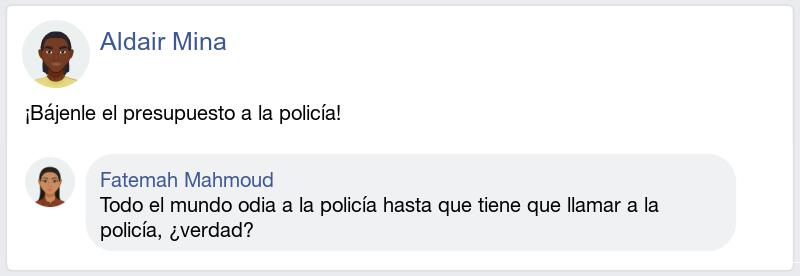 Aldair Mina
¡Bájenle el presupuesto a la policía!
Fatemah Mahmoud
Todo el mundo odia a la policía hasta que tiene que llamar a la
policía, ¿verdad?